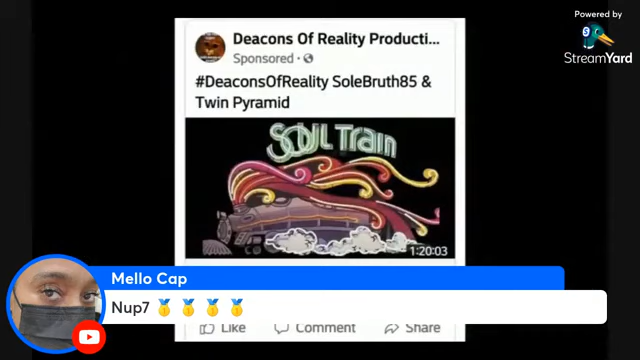 Powered by
StreamYard
Deacons Of Reality Producti...
Sponsored ·
#DeaconsOfReality SoleBruth85 &
Twin Pyramid
SOUL TRAIN
1:20:03
Mello Cap
Nup7 🥇 🥇 🥇 🥇
Like
Comment
Share